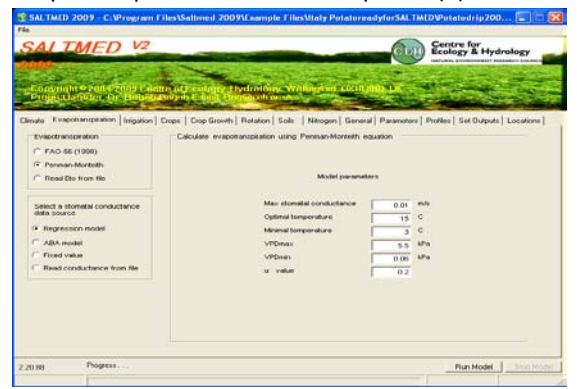 SALTMED 2009 - C:\Program Files\Saltmed 2009\Example Files\Italy PotatoreadyforSALTMED\Potatodrip200...
File
SALTMED V2
2009
Centre for
Ecology & Hydrology
NATURAL ENVIRONMENT RESEARCH COUNCIL
Climate Evapotranspiration Irrigation Crops Crop Growth Rotation Soils Nitrogen General Parameters Profiles Set Outputs Locations
Evapotranspiration
FAO-56 (1998)
Penman-Monteith
Read Eto from file
Select a stomatal conductance
data source
Regression model
ABA model
Fixed value
Read conductance from file
Calculate evapotranspiration using Penman-Monteith equation
Model parameters
Max stomatal conductance 0.01 m/s
Optimal temperature 15 C
Minimal temperature 3 C
VPDmax 5.5 kPa
VPDmin 0.06 kPa
α value 0.2
2.20.88 Progress . . . Run Model Stop Model